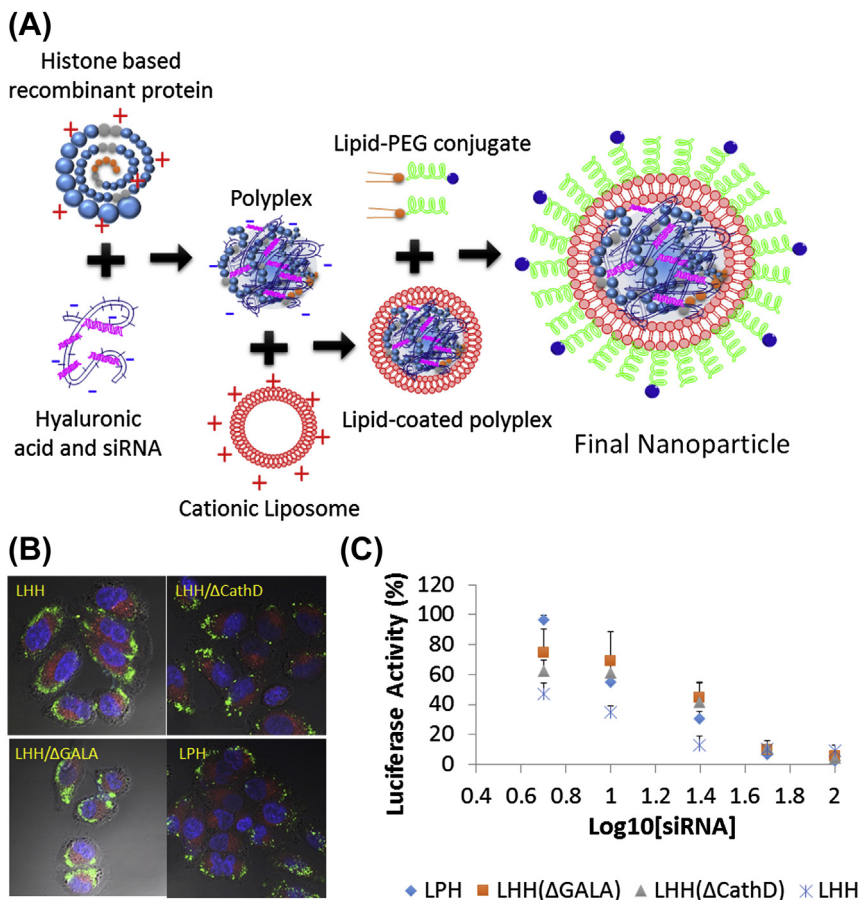 (A)
Histone based
recombinant protein
Lipid-PEG conjugate
Polyplex
Hyaluronic
acid and siRNA
Lipid-coated polyplex
Final Nanoparticle
Cationic Liposome
(B)
(C)
LHH
LHH/ΔCathD
LHH/ΔGALA
LPH
Luciferase Activity (%)
120
100
80
60
40
20
0
0.4 0.6 0.8 1 1.2 1.4 1.6 1.8 2
Log10[siRNA]
LPH LHH(ΔGALA) LHH(ΔCathD) LHH